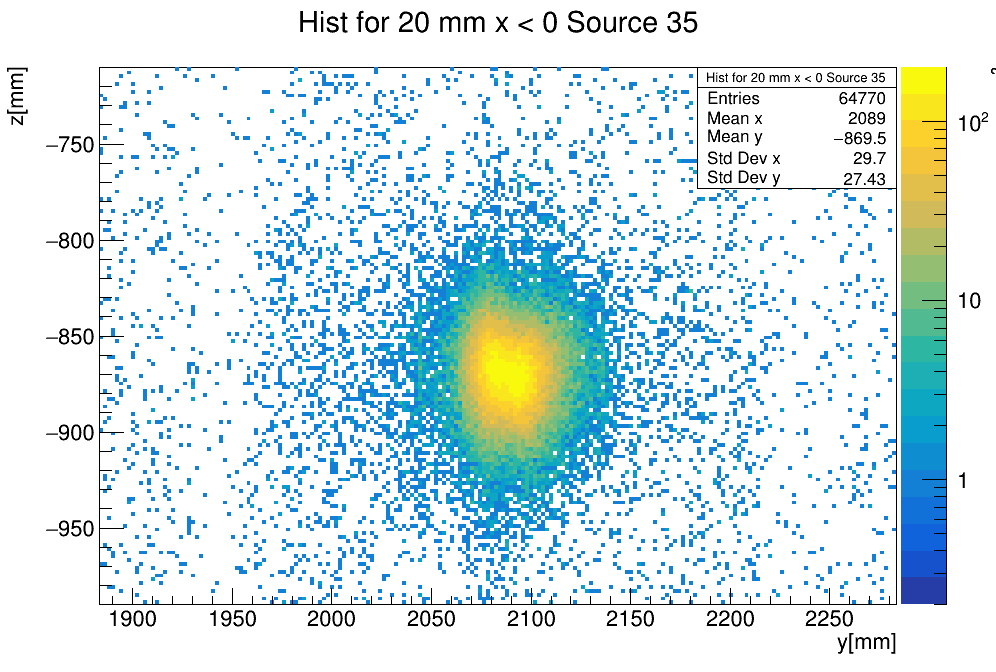 Hist for 20 mm x < 0 Source 35
z[mm]
Hist for 20 mm x < 0 Source 35
Entries 64770
Mean x 2089
Mean y −869.5
Std Dev x 29.7
Std Dev y 27.43
10²
10
1
−750
−800
−850
−900
−950
1900 1950 2000 2050 2100 2150 2200 2250
y[mm]